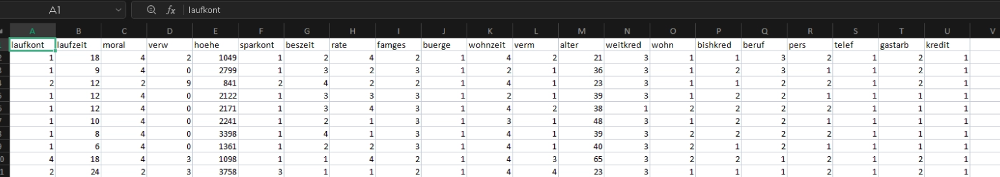 A1 fx laufkont
A B C D E F G H I J K L M N O P Q R S T U V
laufkont laufzeit moral verw hoehe sparkont beszeit rate famges buerge wohnzeit verm alter weitkred wohn bishkred beruf pers telef gastarb kredit
2 1 18 4 2 1049 1 2 4 2 1 4 2 21 3 1 1 3 2 1 2 1
3 1 9 4 0 2799 1 3 2 3 1 2 1 36 3 1 2 3 1 1 2 1
4 2 12 2 9 841 2 4 2 2 1 4 1 23 3 1 1 2 2 1 2 1
5 1 12 4 0 2122 1 3 3 3 1 2 1 39 3 1 2 2 1 1 1 1
6 1 12 4 0 2171 1 3 4 3 1 4 2 38 1 2 2 2 2 1 1 1
7 1 10 4 0 2241 1 2 1 3 1 3 1 48 3 1 2 2 1 1 1 1
8 1 8 4 0 3398 1 4 1 3 1 4 1 39 3 2 2 2 2 1 1 1
9 1 6 4 0 1361 1 2 2 3 1 4 1 40 3 2 1 2 1 1 1 1
0 4 18 4 3 1098 1 1 4 2 1 4 3 65 3 2 2 1 2 1 2 1
1 2 24 2 3 3758 3 1 1 2 1 4 4 23 3 1 1 1 2 1 2 1